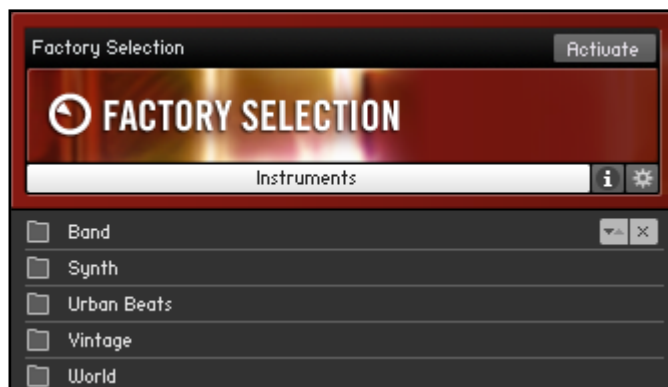 Factory Selection
Activate
FACTORY SELECTION
Instruments
i
Band
Synth
Urban Beats
Vintage
World